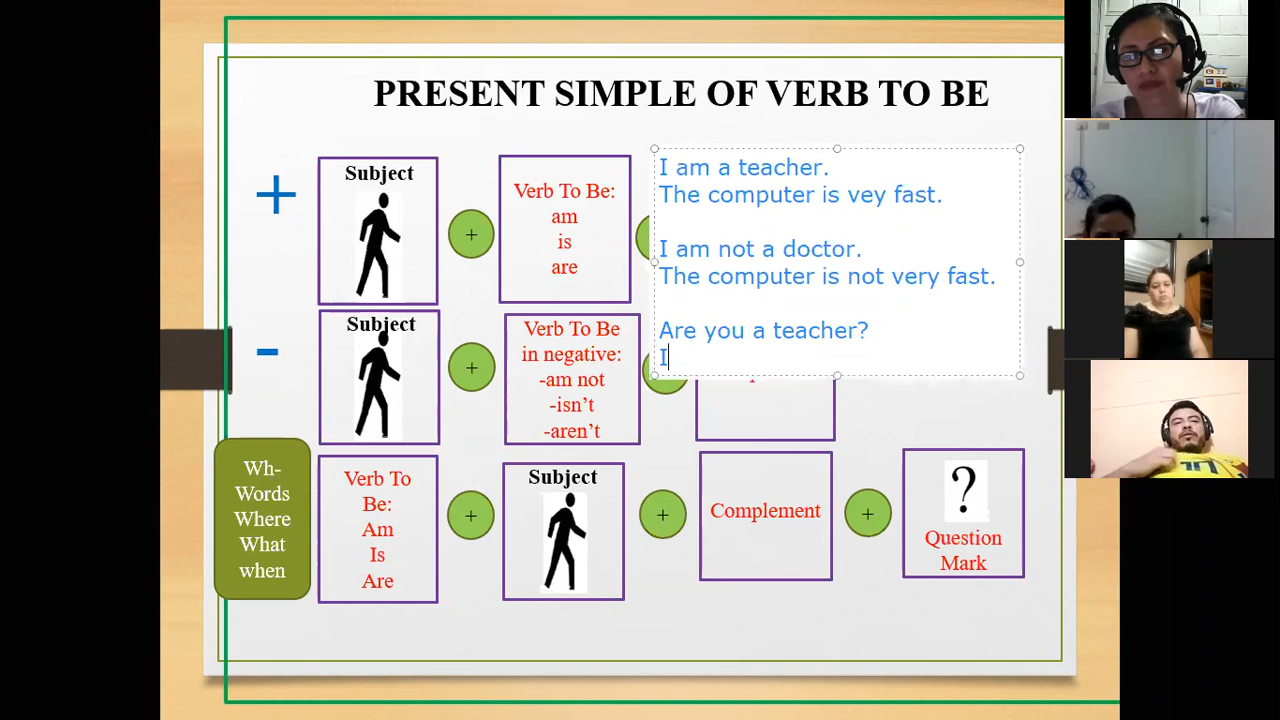 PRESENT SIMPLE OF VERB TO BE
+
Subject
+
Verb To Be:
am
is
are
I am a teacher.
The computer is vey fast.
I am not a doctor.
The computer is not very fast.
Are you a teacher?
I
-
Subject
+
Verb To Be
in negative:
-am not
-isn't
-aren't
Wh-
Words
Where
What
when
Verb To
Be:
Am
Is
Are
+
Subject
+
Complement
+
?
Question
Mark